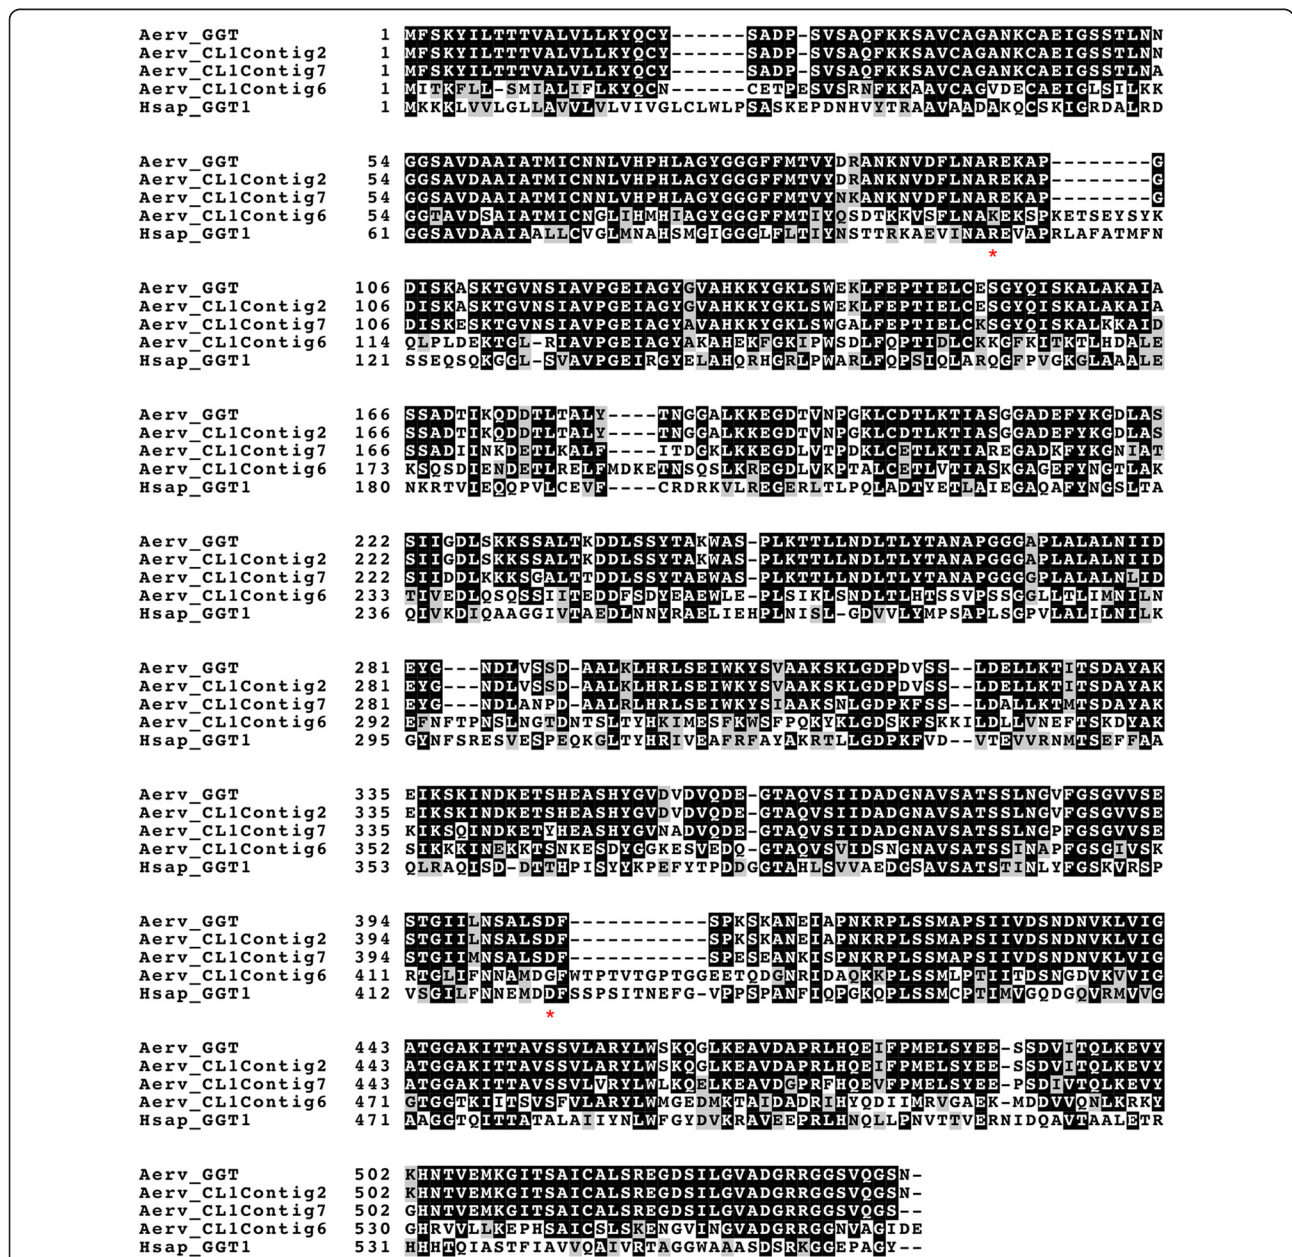 Aerv_GGT 1 MFSKYILTTTVALVLLKYQCY------SADP-SVSAQFKKSAVCAGANKCAEIGSSTLNN
Aerv_CL1Contig2 1 MFSKYILTTTVALVLLKYQCY------SADP-SVSAQFKKSAVCAGANKCAEIGSSTLNN
Aerv_CL1Contig7 1 MFSKYILTTTVALVLLKYQCY------SADP-SVSAQFKKSAVCAGANKCAEIGSSTLNA
Aerv_CL1Contig6 1 MITKFLL-SMIALIFLKYQCN------CETPESVSRNFKKAAVCAGVDECAEIGLSILKK
Hsap_GGT1 1 MKKKLVVLGLLAVVLVLVIVGLCLWLPSASKEPDNHVYTRAAVAADAKQCSKIGRDALRD
Aerv_GGT 54 GGSAVDAAIATMICNNLVHPHLAGYGGGFFMTVYDRANKNVDFLNAREKAP--------G
Aerv_CL1Contig2 54 GGSAVDAAIATMICNNLVHPHLAGYGGGFFMTVYDRANKNVDFLNAREKAP--------G
Aerv_CL1Contig7 54 GGSAVDAAIATMICNNLVHPHLAGYGGGFFMTVYNKANKNVDFLNAREKAP--------G
Aerv_CL1Contig6 54 GGTAVDSAIATMICNGLIHMHIAGYGGGFFMTIYQSDTKKVSFLNAKEKSPKETSEYSYK
Hsap_GGT1 61 GGSAVDAAIAALLCVGLMNAHSMGIGGGLFLTIYNSTTRKAEVINAREVAPRLAFATMFN
*
Aerv_GGT 106 DISKASKTGVNSIAVPGEIAGYGVAHKKYGKLSWEKLFEPTIELCESGYQISKALAKAIA
Aerv_CL1Contig2 106 DISKASKTGVNSIAVPGEIAGYGVAHKKYGKLSWEKLFEPTIELCESGYQISKALAKAIA
Aerv_CL1Contig7 106 DISKESKTGVNSIAVPGEIAGYAVAHKKYGKLSWGALFEPTIELCKSGYQISKALKKAID
Aerv_CL1Contig6 114 QLPLDEKTGL-RIAVPGEIAGYAKAHEKFGKIPWSDLFQPTIDLCKKGFKITKTLHDALE
Hsap_GGT1 121 SSEQSQKGGL-SVAVPGEIRGYELAHQRHGRLPWARLFQPSIQLARQGFPVGKGLAAALE
Aerv_GGT 166 SSADTIKQDDTLTALY----TNGGALKKEGDTVNPGKLCDTLKTIASGGADEFYKGDLAS
Aerv_CL1Contig2 166 SSADTIKQDDTLTALY----TNGGALKKEGDTVNPGKLCDTLKTIASGGADEFYKGDLAS
Aerv_CL1Contig7 166 SSADIINKDETLKALF----ITDGKLKKEGDLVTPDKLCETLKTIAREGADKFYKGNIAT
Aerv_CL1Contig6 173 KSQSDIENDETLRELFMDKETNSQSLKREGDLVKPTALCETLVTIASKGAGEFYNGTLAK
Hsap_GGT1 180 NKRTVIEQQPVLCEVF----CRDRKVLREGERLTLPQLADTYETLAIEGAQAFYNGSLTA
Aerv_GGT 222 SIIGDLSKKSSALTKDDLSSYTAKWAS-PLKTTLLNDLTLYTANAPGGGAPLALALNIID
Aerv_CL1Contig2 222 SIIGDLSKKSSALTKDDLSSYTAKWAS-PLKTTLLNDLTLYTANAPGGGAPLALALNIID
Aerv_CL1Contig7 222 SIIDDLKKKSGALTTDDLSSYTAEWAS-PLKTTLLNDLTLYTANAPGGGGPLALALNLID
Aerv_CL1Contig6 233 TIVEDLQSQSSIITEDDFSDYEAEWLE-PLSIKLSNDLTLHTSSVPSSGGLLTLIMNILN
Hsap_GGT1 236 QIVKDIQAAGGIVTAEDLNNYRAELIEHPLNISL-GDVVLYMPSAPLSGPVLALILNILK
Aerv_GGT 281 EYG---NDLVSSSD-AALKLHRLSEIWKYSVAAKSKLGDPDVSS--LDELLKTITSDAYAK
Aerv_CL1Contig2 281 EYG---NDLVSSD-AALKLHRLSEIWKYSVAAKSKLGDPDVSS--LDELLKTITSDAYAK
Aerv_CL1Contig7 281 EYG---NDLANPD-AALRLHRLSEIWKYSIAAKSNLGDPKFSS--LDALLKTMTSDAYAK
Aerv_CL1Contig6 292 EFNFTPNSLNGTDNTSLTYHKIMESFKWSFPQKYKLGDSKFSKKILDLLVNEFTSKDYAK
Hsap_GGT1 295 GYNFSRESVESPEQKGLTYHRIVEAFRFAYAKRTLLGDPKFVD--VTEVVRNMTSEFFAA
Aerv_GGT 335 EIKSKINDKETSHEASHYGVDVDVQDE-GTAQVSIIDADGNAVSATSSLNGVFGSGVVSE
Aerv_CL1Contig2 335 EIKSKINDKETSHEASHYGVDVDVQDE-GTAQVSIIDADGNAVSATSSLNGVFGSGVVSE
Aerv_CL1Contig7 335 KIKSQINDKETYHEASHYGVNADVQDE-GTAQVSIIDADGNAVSATSSLNGPFGSGVVSE
Aerv_CL1Contig6 352 SIKKKINEKKTSNKESDYGGKESVEDQ-GTAQVSVIDSNGNAVSATSSINAPFGSGIVSK
Hsap_GGT1 353 QLRAQISD-DTTHPISYYKPEFYTPDDGGTAHLSVVAEDGSAVSATSTINLYFGSKVRSP
Aerv_GGT 394 STGIILNSALSDF-----------SPKSKANEIAPNKRPLSSMAPSIIVDSNDNVKLVIG
Aerv_CL1Contig2 394 STGIILNSALSDF-----------SPKSKANEIAPNKRPLSSMAPSIIVDSNDNVKLVIG
Aerv_CL1Contig7 394 STGIIMNSALSDF-----------SPESEANKISPNKRPLSSMAPSIIVDSNDNVKLVIG
Aerv_CL1Contig6 411 RTGLIFNNAMDGFWTPTVTGPTGGEETQDGNRIDAQKKPLSSMLPTIITDSNGDVKVVIG
Hsap_GGT1 412 VSGILFNNEMDDFSSPSITNEFG-VPPSPANFIQPGKQPLSSMCPTIMVGQDGQVRMVVG
*
Aerv_GGT 443 ATGGAKITTAVSSVLARYLWSKQGLKEAVDAPRLHQEIFPMELSYEE-SSDVITQLKEVY
Aerv_CL1Contig2 443 ATGGAKITTAVSSVLARYLWSKQGLKEAVDAPRLHQEIFPMELSYEE-SSDVITQLKEVY
Aerv_CL1Contig7 443 ATGGAKITTAVSSVLVRYLWLKQELKEAVDGPRFHQEVFPMELSYEE-PSDIVTQLKEVY
Aerv_CL1Contig6 471 GTGGTKIITSVSFVLARYLWMGEDMKTAIDADRIHYQDIIMRVGAEK-MDDVVQNLKRKY
Hsap_GGT1 471 AAGGTQITTATALAIIYNLWFGYDVKRAVEEPRLHNQLLPNVTTVERNIDQAVTAALETR
Aerv_GGT 502 KHNTVEMKGITSAICALSREGDSILGVADGRRGGSVQGSN-
Aerv_CL1Contig2 502 KHNTVEMKGITSAICALSREGDSILGVADGRRGGSVQGSN-
Aerv_CL1Contig7 502 GHNTVEMKGITSAICALSREGDSILGVADGRRGGSVQGS--
Aerv_CL1Contig6 530 GHRVVLLKEPHSAICSLSKENGVINGVADGRRGGNVAGIDE
Hsap_GGT1 531 HHHTQIASTFIAVVQAIVRTAGGWAAASDSRKGGEPAGY--